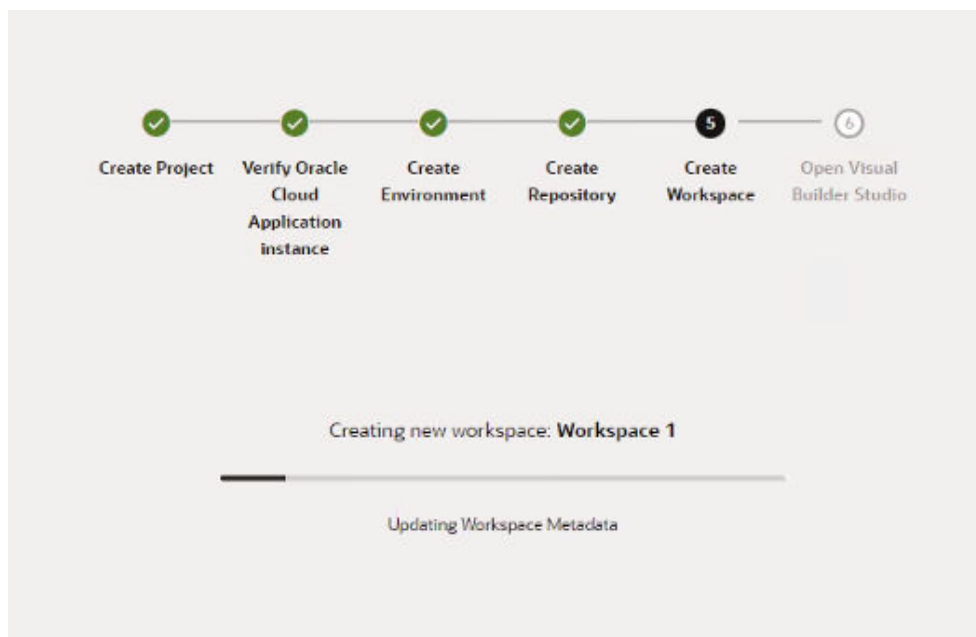 5
6
Create Project
Verify Oracle
Cloud
Application
instance
Create
Environment
Create
Repository
Create
Workspace
Open Visual
Builder Studio
Creating new workspace: Workspace 1
Updating Workspace Metadata